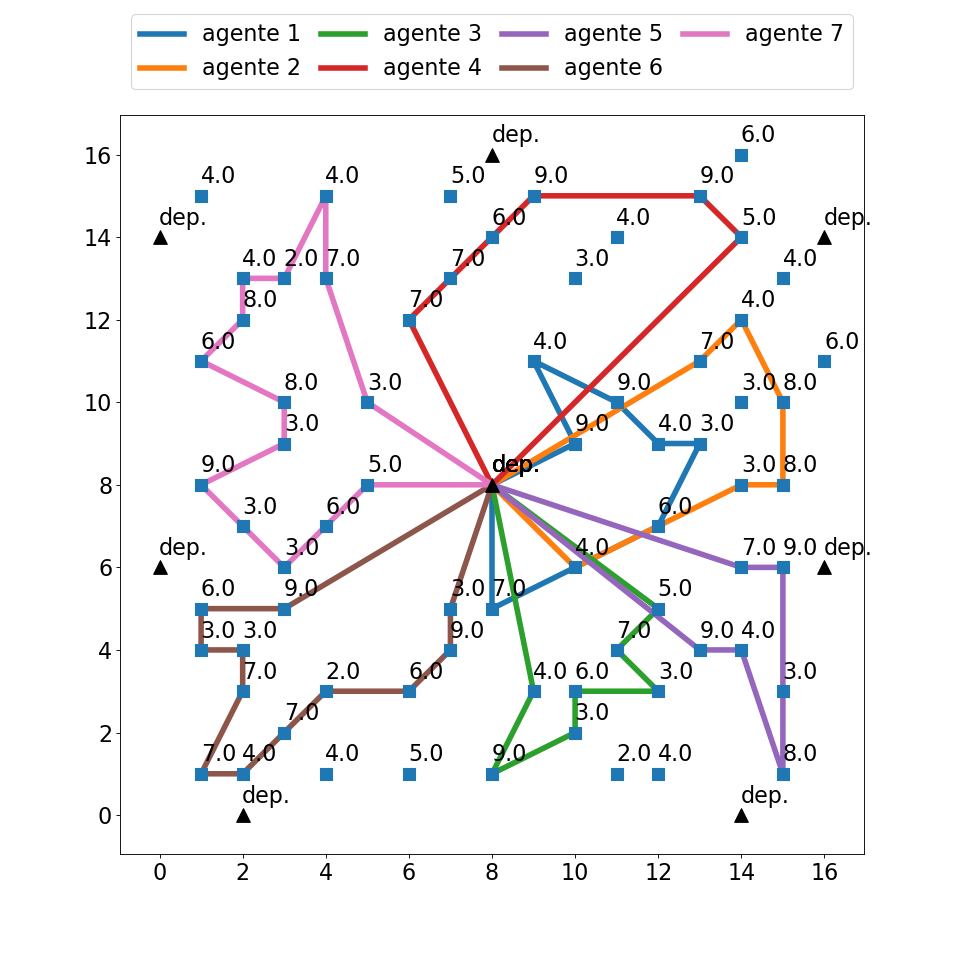 agente 1 agente 3 agente 5 agente 7
agente 2 agente 4 agente 6
dep. 6.0
4.0 4.0 5.0 9.0 9.0
dep. 6.0 4.0 5.0 dep.
4.0 2.0 7.0 7.0 3.0 4.0
8.0 7.0 4.0
6.0 4.0 7.0 6.0
8.0 3.0 9.0 3.0 8.0
3.0 9.0 4.0 3.0
9.0 5.0 dep. 3.0 8.0
3.0 6.0 6.0
dep. 3.0 4.0 7.0 9.0 dep.
6.0 9.0 3.0 7.0 5.0
3.0 3.0 9.0 7.0 9.0 4.0
7.0 2.0 6.0 4.0 6.0 3.0 3.0
7.0 3.0
7.0 4.0 4.0 5.0 9.0 2.0 4.0 8.0
dep. dep.
16
14
12
10
8
6
4
2
0
0 2 4 6 8 10 12 14 16